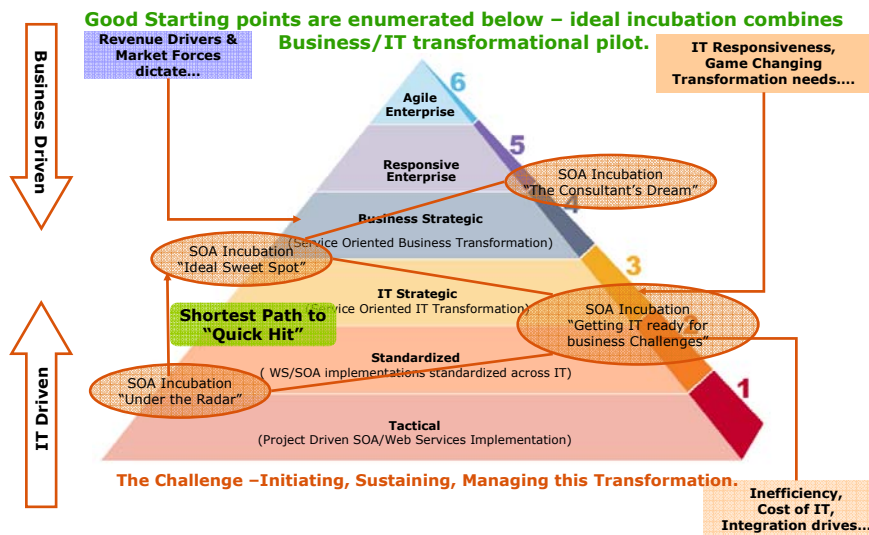 Good Starting points are enumerated below – ideal incubation combines
Business/IT transformational pilot.
Revenue Drivers &
Market Forces
dictate…
IT Responsiveness,
Game Changing
Transformation needs….
Business Driven
6
Agile
Enterprise
5
Responsive
Enterprise
SOA Incubation
“The Consultant’s Dream”
4
Business Strategic
(Service Oriented Business Transformation)
SOA Incubation
“Ideal Sweet Spot”
3
IT Strategic
(Service Oriented IT Transformation)
Shortest Path to
“Quick Hit”
SOA Incubation
“Getting IT ready for
business Challenges”
2
Standardized
( WS/SOA implementations standardized across IT)
SOA Incubation
“Under the Radar”
1
IT Driven
Tactical
(Project Driven SOA/Web Services Implementation)
The Challenge –Initiating, Sustaining, Managing this Transformation.
Inefficiency,
Cost of IT,
Integration drives…